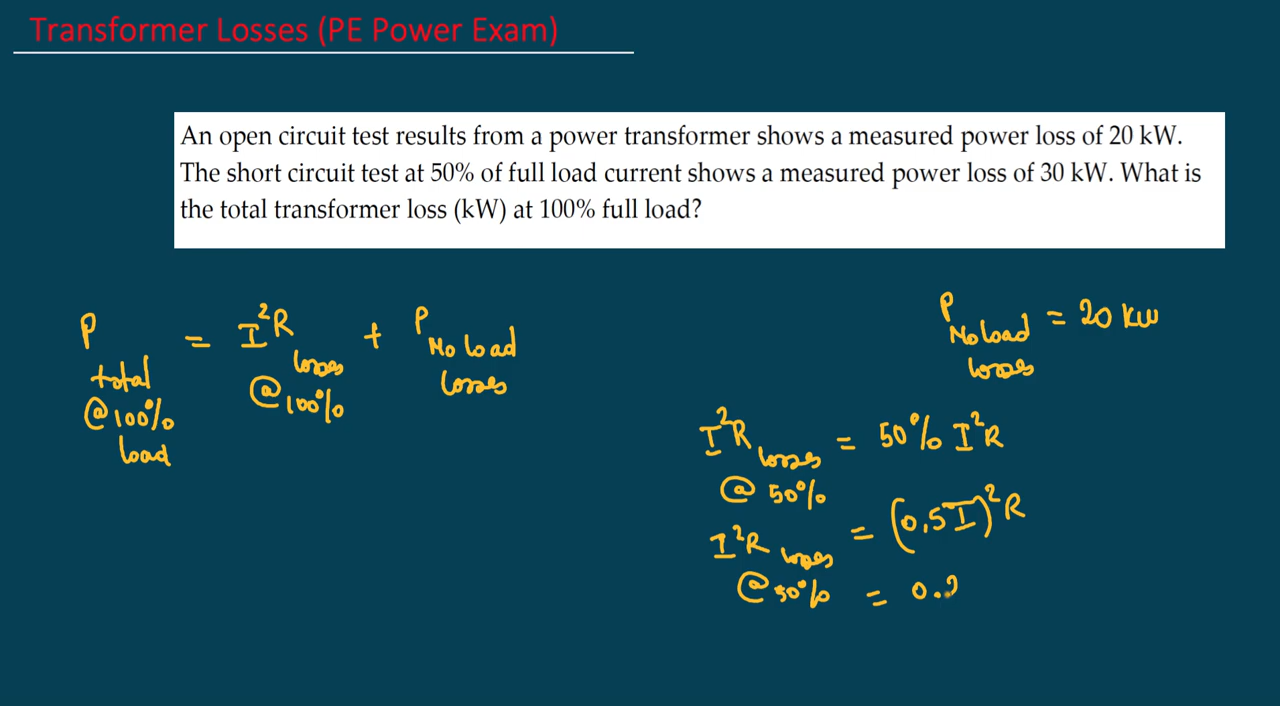 Transformer Losses (PE Power Exam)
An open circuit test results from a power transformer shows a measured power loss of 20 kW.
The short circuit test at 50% of full load current shows a measured power loss of 30 kW. What is
the total transformer loss (kW) at 100% full load?
P total @ 100% load = I²R losses @ 100% + P No load losses
P No load losses = 20 kW
I²R losses @ 50% = 50% I²R
I²R losses @ 50% = (0.5I)²R
= 0.